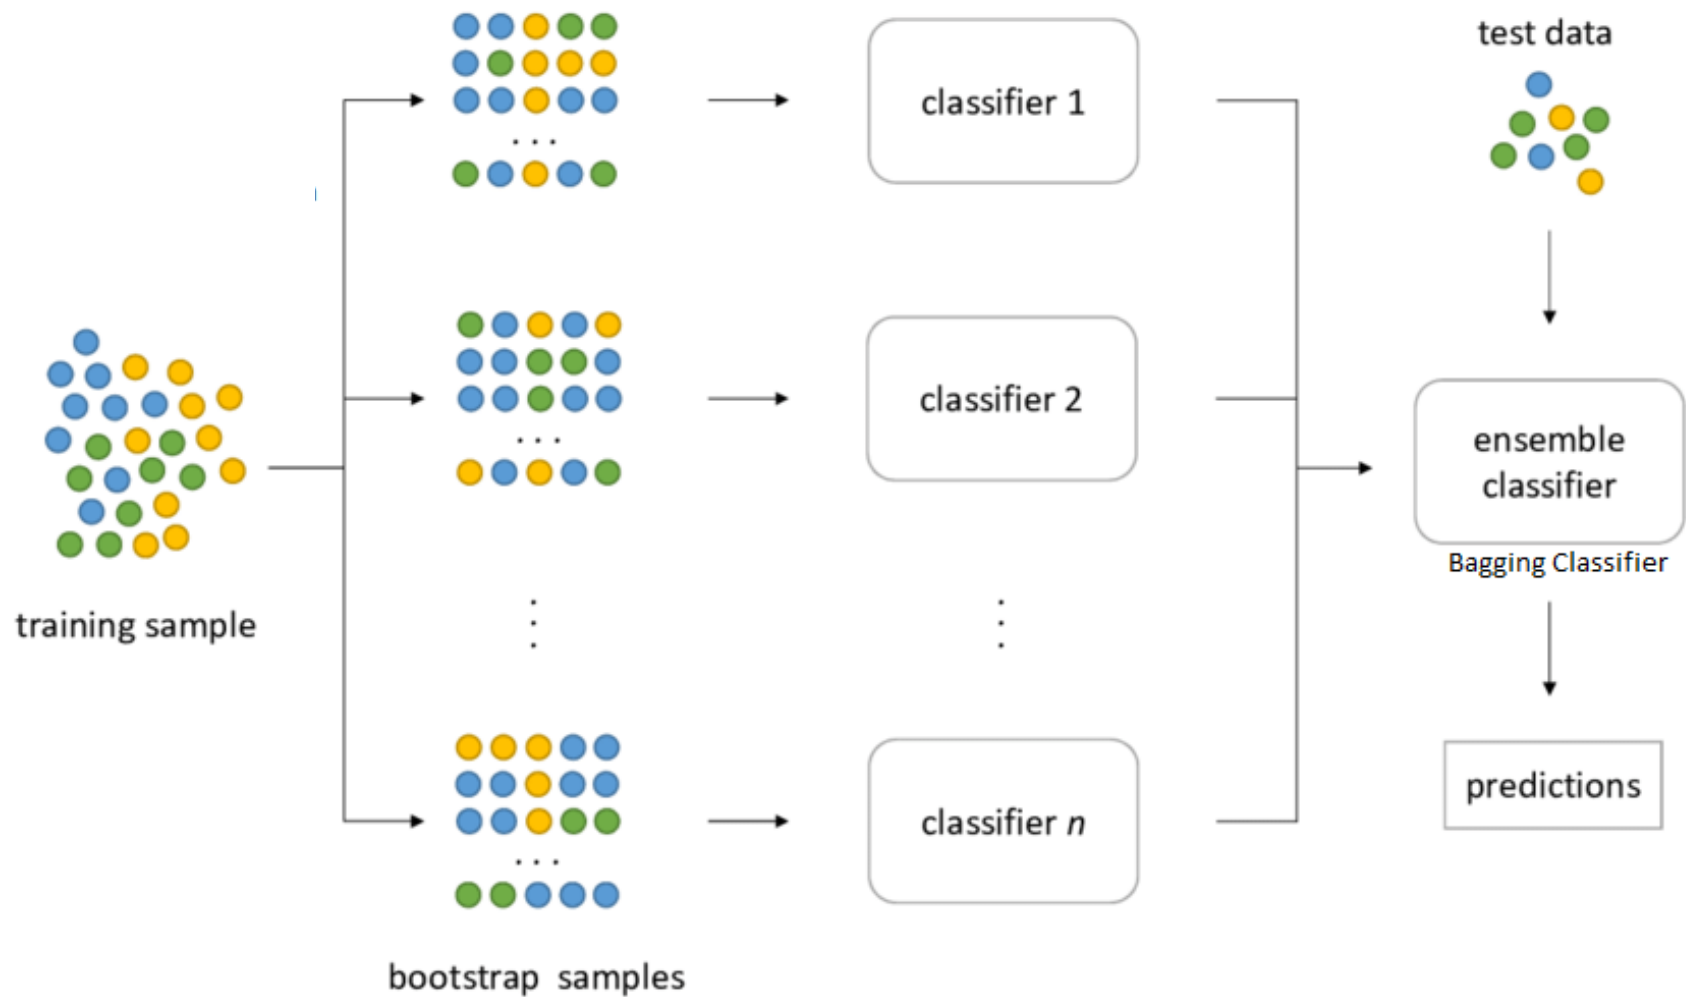 test data
classifier 1
classifier 2
ensemble
classifier
Bagging Classifier
training sample
predictions
classifier n
bootstrap samples